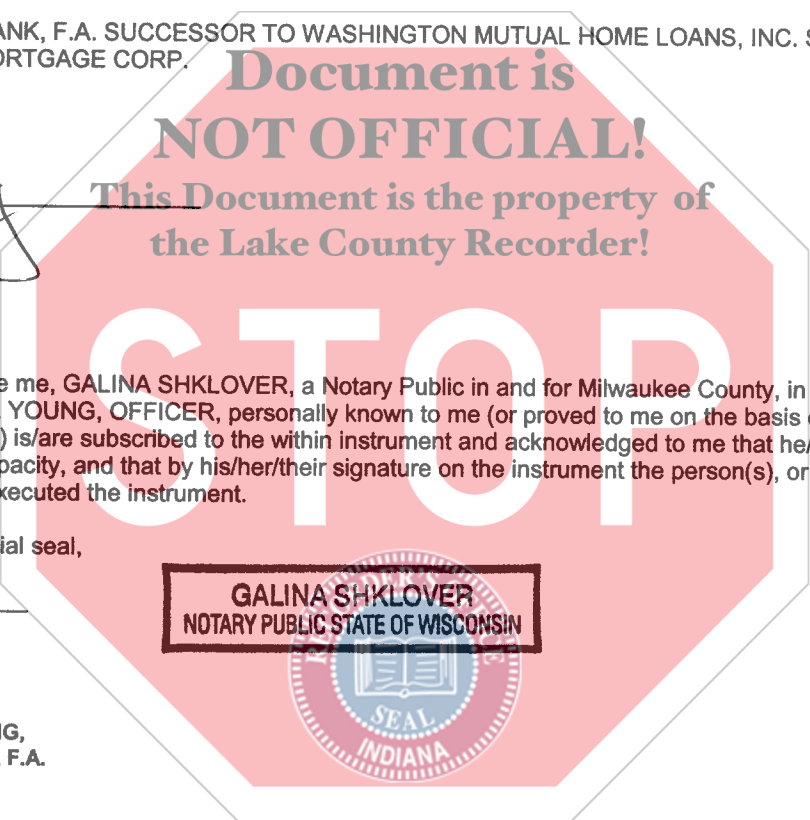 ANK, F.A. SUCCESSOR TO WASHINGTON MUTUAL HOME LOANS, INC. S
ORTGAGE CORP.
Document is
NOT OFFICIAL!
This Document is the property of
the Lake County Recorder!
STOP
e me, GALINA SHKLOVER, a Notary Public in and for Milwaukee County, in
YOUNG, OFFICER, personally known to me (or proved to me on the basis
) is/are subscribed to the within instrument and acknowledged to me that he/
pacity, and that by his/her/their signature on the instrument the person(s), or
xecuted the instrument.
ial seal,
GALINA SHKLOVER
NOTARY PUBLIC STATE OF WISCONSIN
RECORDER'S OFFICE
SEAL
INDIANA
NG,
F.A.